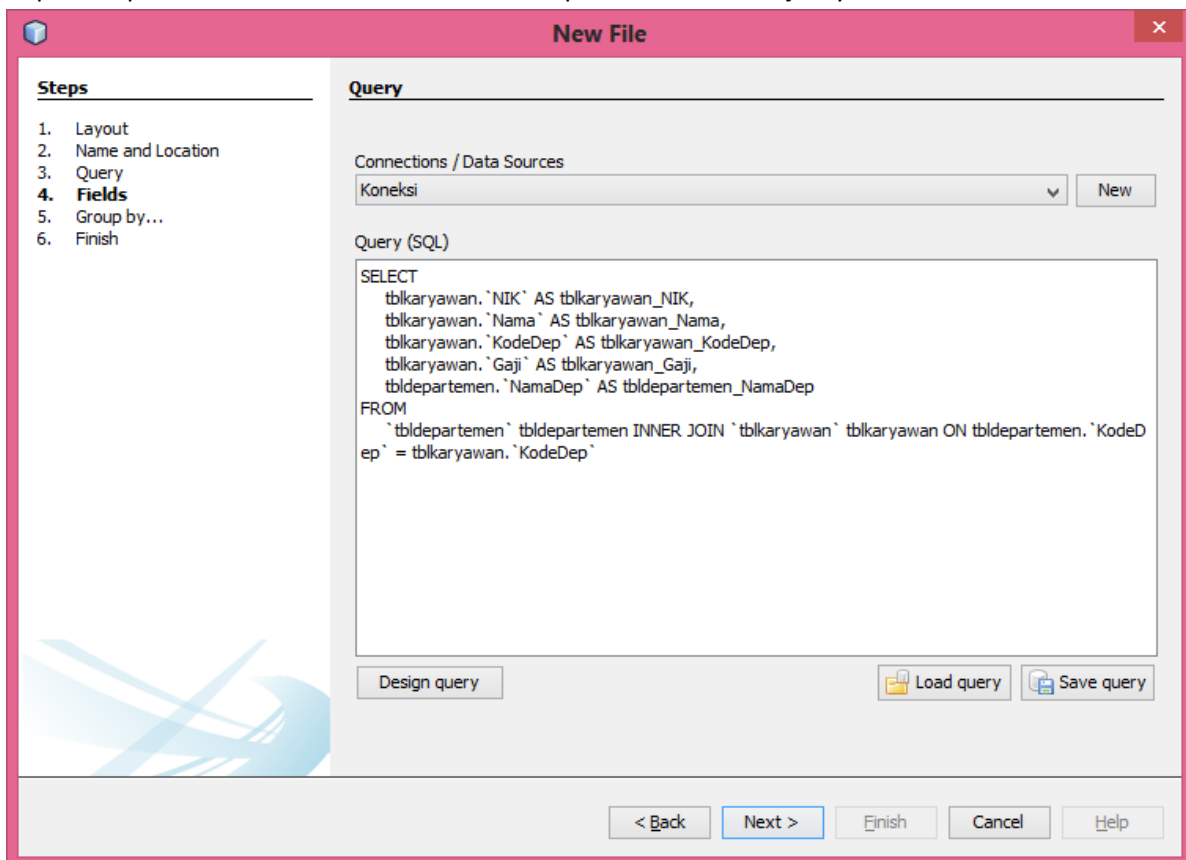 New File
Steps
1. Layout
2. Name and Location
3. Query
4. Fields
5. Group by...
6. Finish
Query
Connections / Data Sources
Koneksi
New
Query (SQL)
SELECT
tblkaryawan.`NIK` AS tblkaryawan_NIK,
tblkaryawan.`Nama` AS tblkaryawan_Nama,
tblkaryawan.`KodeDep` AS tblkaryawan_KodeDep,
tblkaryawan.`Gaji` AS tblkaryawan_Gaji,
tbldepartemen.`NamaDep` AS tbldepartemen_NamaDep
FROM
`tbldepartemen` tbldepartemen INNER JOIN `tblkaryawan` tblkaryawan ON tbldepartemen.`KodeD
ep` = tblkaryawan.`KodeDep`
Design query
Load query
Save query
< Back
Next >
Finish
Cancel
Help